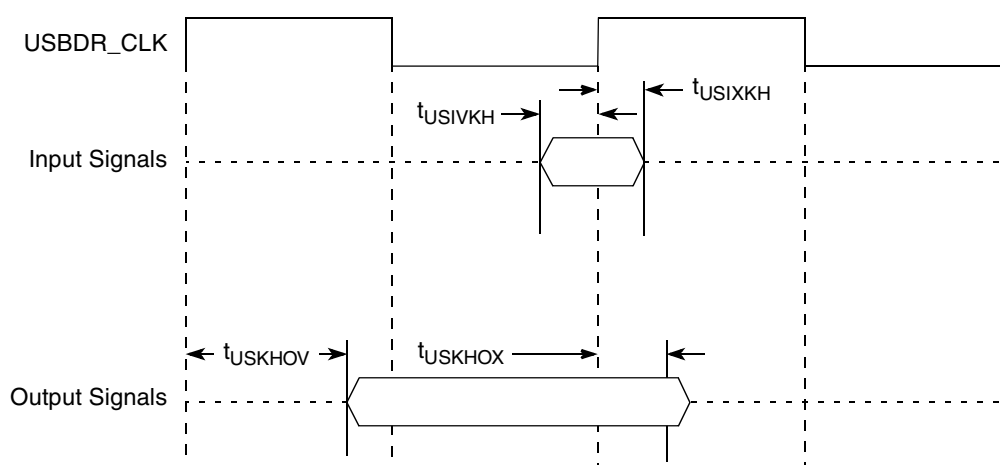 USBDR_CLK
tUSIXKH
tUSIVKH
Input Signals
tUSKHOV
tUSKHOX
Output Signals